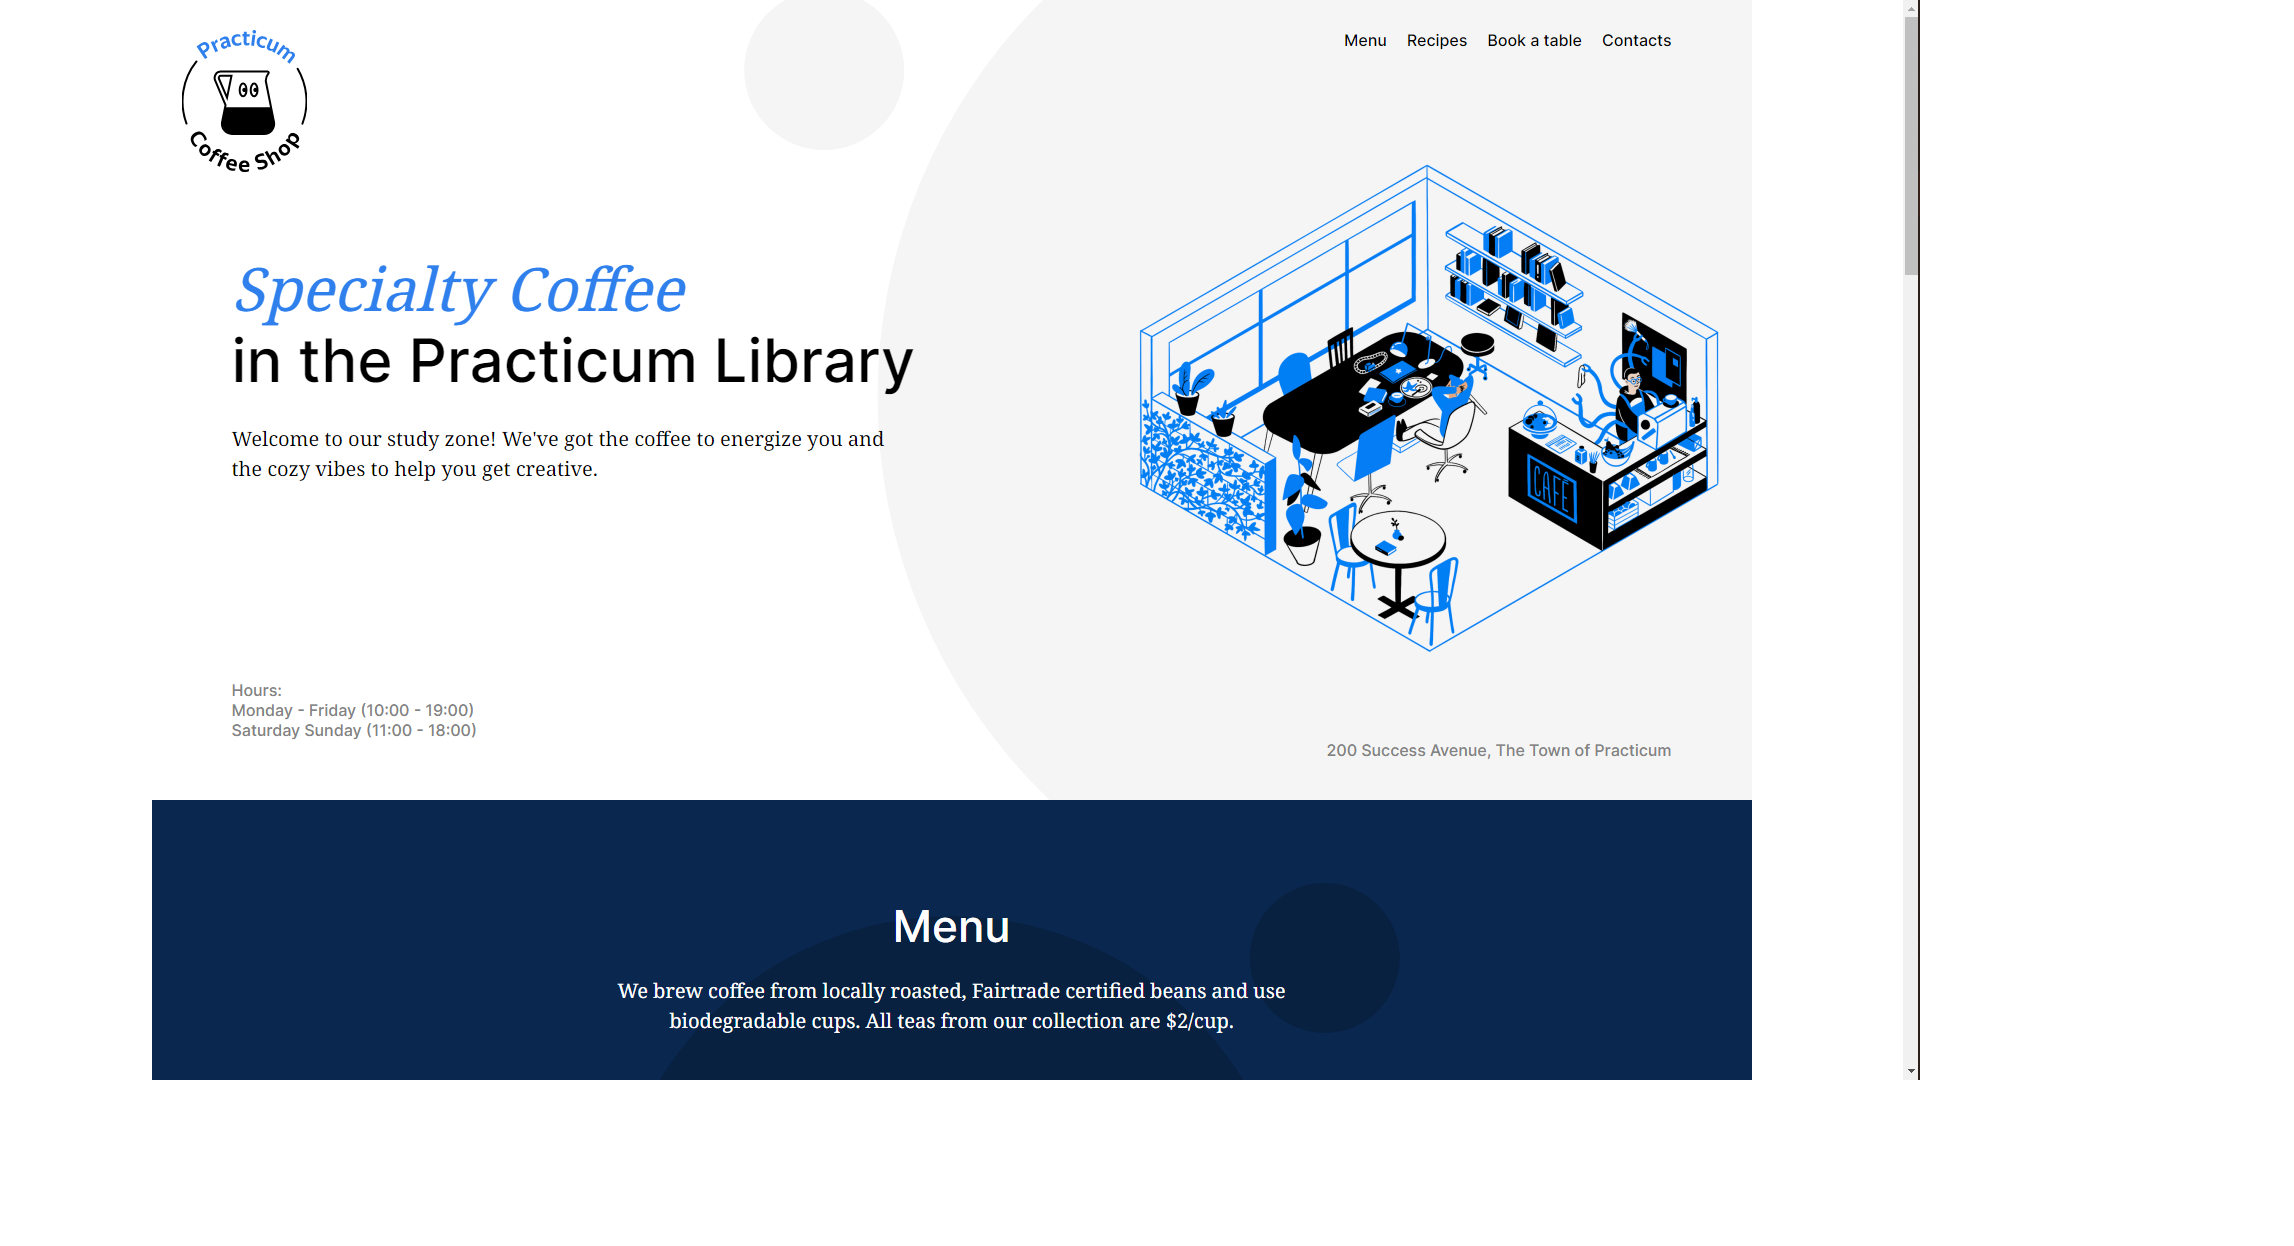 Practicum
Coffee Shop
Menu Recipes Book a table Contacts
Specialty Coffee
in the Practicum Library
Welcome to our study zone! We've got the coffee to energize you and
the cozy vibes to help you get creative.
CAFÉ
Hours:
Monday - Friday (10:00 - 19:00)
Saturday Sunday (11:00 - 18:00)
200 Success Avenue, The Town of Practicum
Menu
We brew coffee from locally roasted, Fairtrade certified beans and use
biodegradable cups. All teas from our collection are $2/cup.